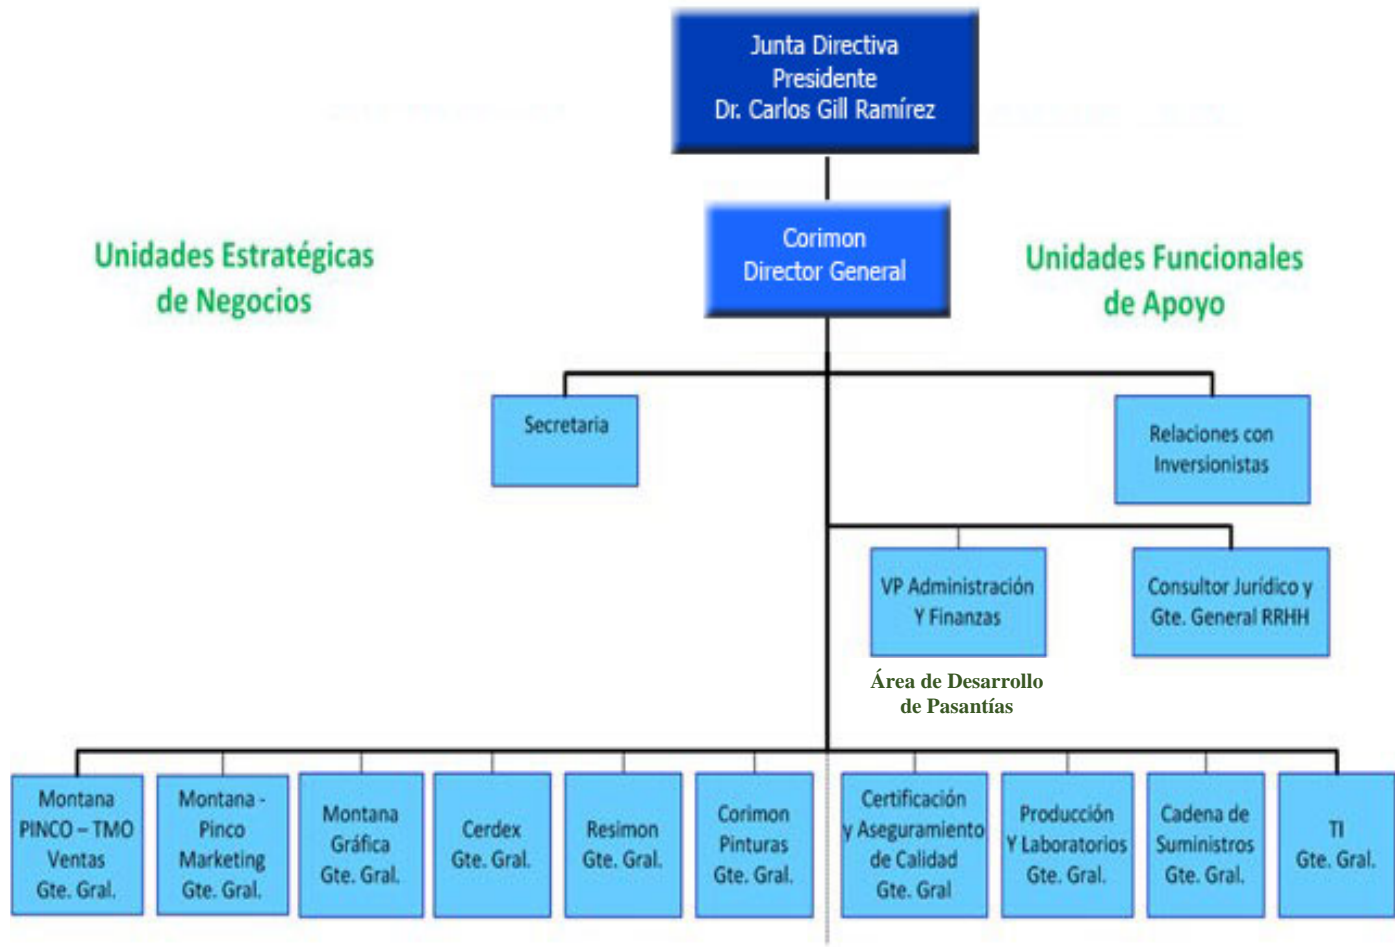 Junta Directiva
Presidente
Dr. Carlos Gill Ramírez
Corimon
Director General
Unidades Estratégicas
de Negocios
Unidades Funcionales
de Apoyo
Secretaria
Relaciones con
Inversionistas
VP Administración
Y Finanzas
Consultor Jurídico y
Gte. General RRHH
Área de Desarrollo
de Pasantías
Montana
PINCO – TMO
Ventas
Gte. Gral.
Montana -
Pinco
Marketing
Gte. Gral.
Montana
Gráfica
Gte. Gral.
Cerdex
Gte. Gral.
Resimon
Gte. Gral.
Corimon
Pinturas
Gte. Gral.
Certificación
y Aseguramiento
de Calidad
Gte. Gral
Producción
Y Laboratorios
Gte. Gral.
Cadena de
Suministros
Gte. Gral.
TI
Gte. Gral.